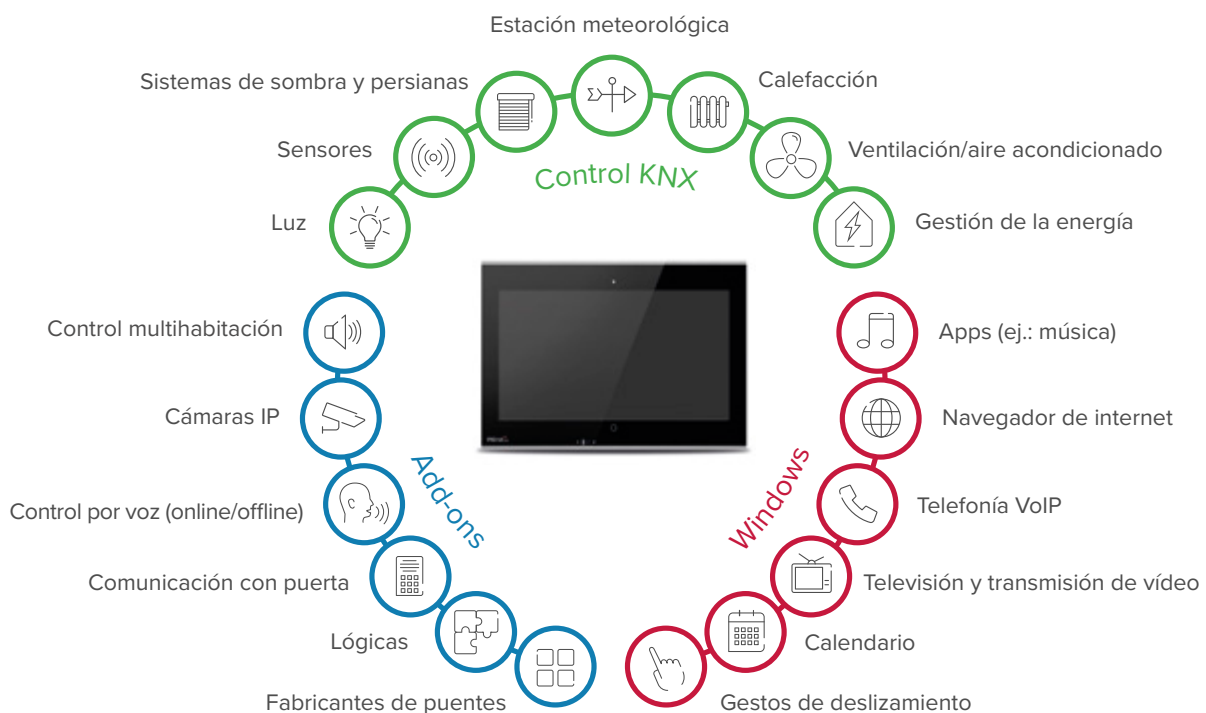 Estación meteorológica
Sistemas de sombra y persianas
Calefacción
Sensores
Ventilación/aire acondicionado
Control KNX
Luz
Gestión de la energía
Control multihabitación
Apps (ej.: música)
Cámaras IP
Navegador de internet
Add-ons
Windows
Control por voz (online/offline)
Telefonía VoIP
Comunicación con puerta
Televisión y transmisión de vídeo
Lógicas
Calendario
Fabricantes de puentes
Gestos de deslizamiento